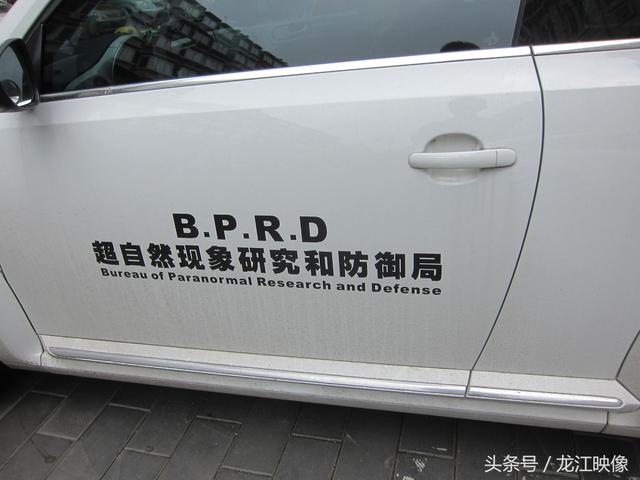 B.P.R.D
超自然现象研究和防御局
Bureau of Paranormal Research and Defense
头条号/龙江映像